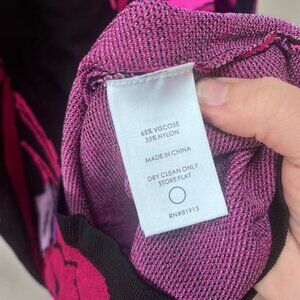 65% VISCOSE
35% NYLON
MADE IN CHINA
DRY CLEAN ONLY
STORE FLAT
RN#81913